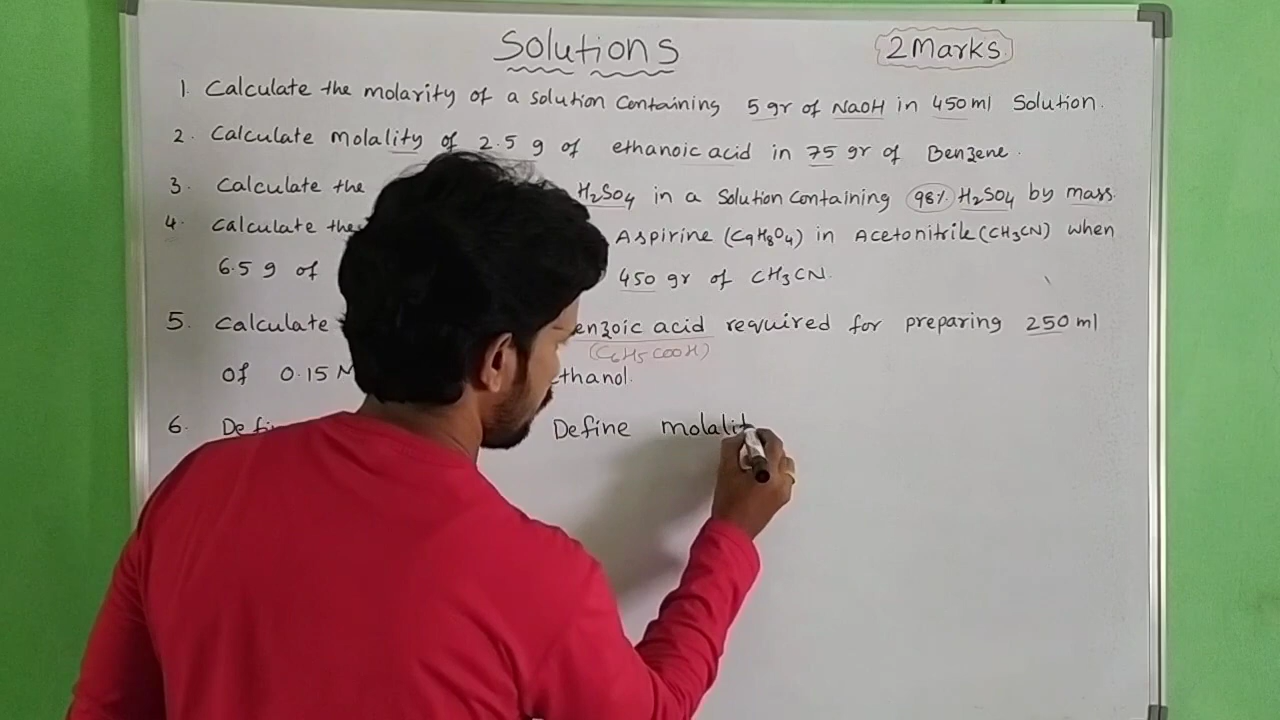 Solutions
2 Marks
1. Calculate the molarity of a solution containing 5 gr of NaOH in 450 ml solution.
2. Calculate molality of 2.5 g of ethanoic acid in 75 gr of Benzene.
3. Calculate the H2SO4 in a solution containing 98% H2SO4 by mass.
4. Calculate the Aspirine (C9H8O4) in Acetonitrile (CH3CN) when
6.5 g of 450 gr of CH3CN.
5. Calculate enzoic acid required for preparing 250 ml
(C6H5COOH)
of 0.15 M thanol.
6. Defi Define molalit